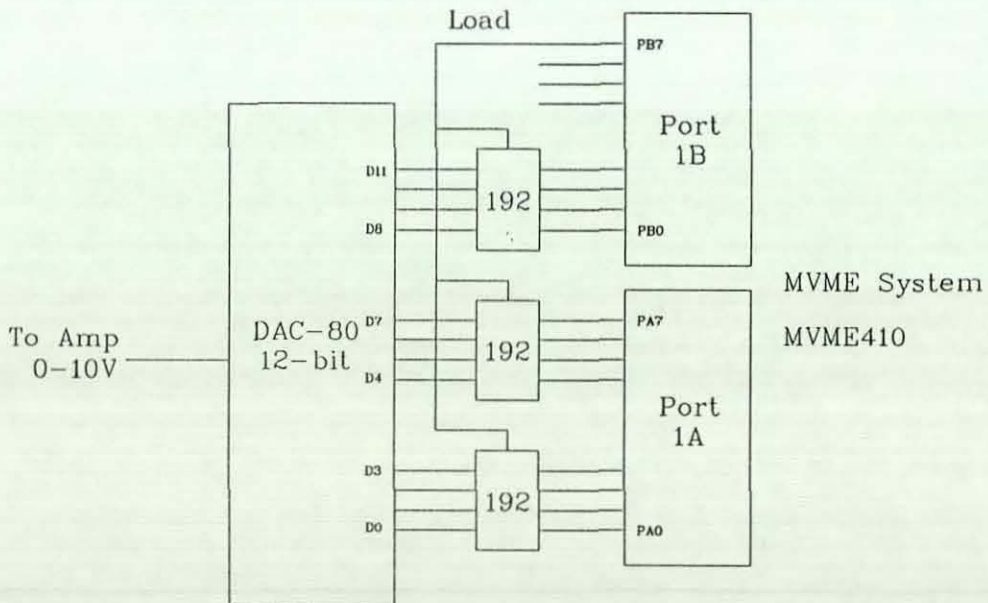 Load
PB7
Port
1B
D11
192
D8
PB0
MVME System
D7
PA7
MVME410
To Amp
0-10V
DAC-80
12-bit
192
D4
Port
1A
D3
192
D0
PA0